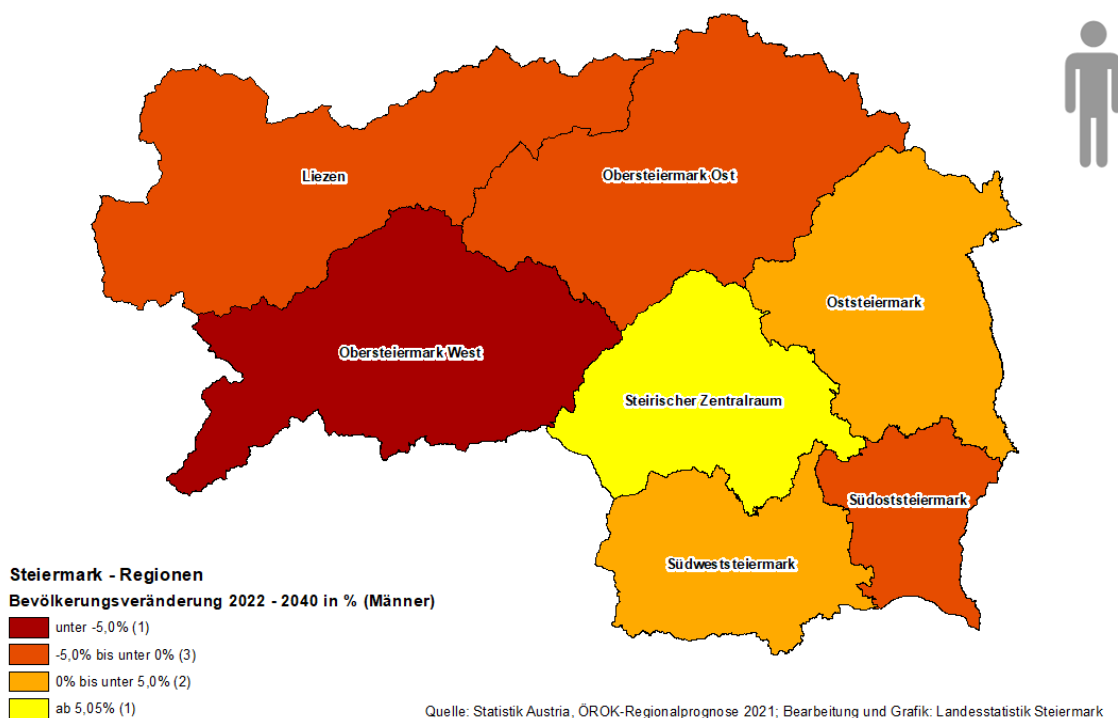 Liezen
Obersteiermark Ost
Oststeiermark
Obersteiermark West
Steirischer Zentralraum
Südoststeiermark
Südweststeiermark
Steiermark - Regionen
Bevölkerungsveränderung 2022 - 2040 in % (Männer)
unter -5,0% (1)
-5,0% bis unter 0% (3)
0% bis unter 5,0% (2)
ab 5,05% (1)
Quelle: Statistik Austria, ÖROK-Regionalprognose 2021; Bearbeitung und Grafik: Landesstatistik Steiermark